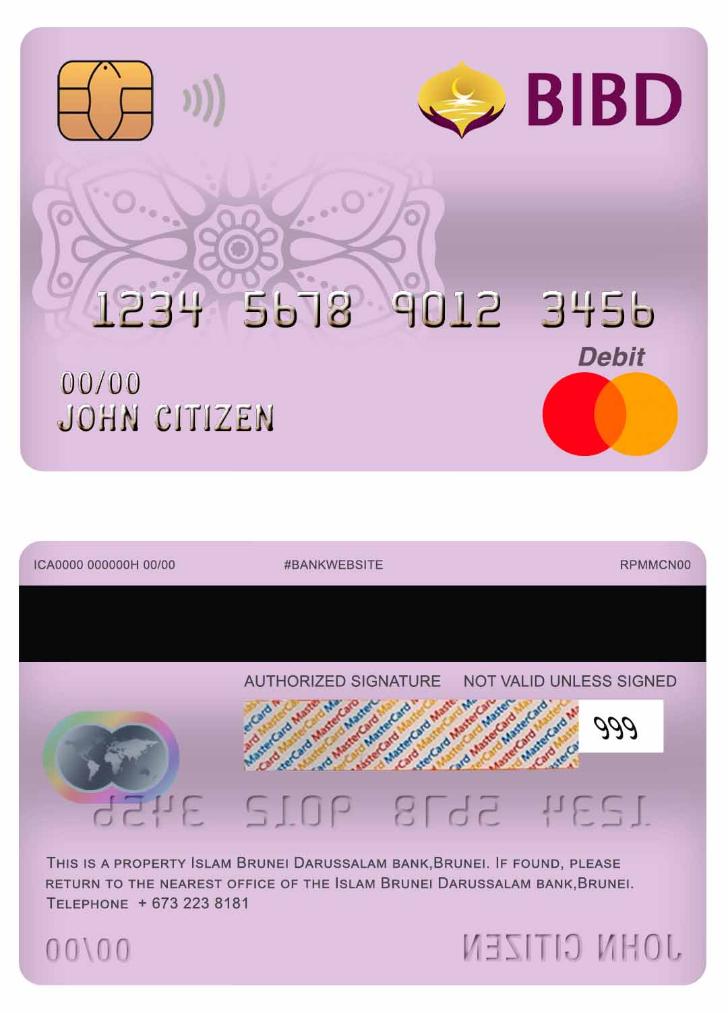 BIBD
1234 5678 9012 3456
Debit
00/00
JOHN CITIZEN
ICA0000 000000H 00/00 #BANKWEBSITE RPMMCN00
AUTHORIZED SIGNATURE NOT VALID UNLESS SIGNED
MasterCard MasterCard MasterCard
999
1234 5678 9012 3456
THIS IS A PROPERTY ISLAM BRUNEI DARUSSALAM BANK,BRUNEI. IF FOUND, PLEASE
RETURN TO THE NEAREST OFFICE OF THE ISLAM BRUNEI DARUSSALAM BANK,BRUNEI.
TELEPHONE + 673 223 8181
00/00 JOHN CITIZEN